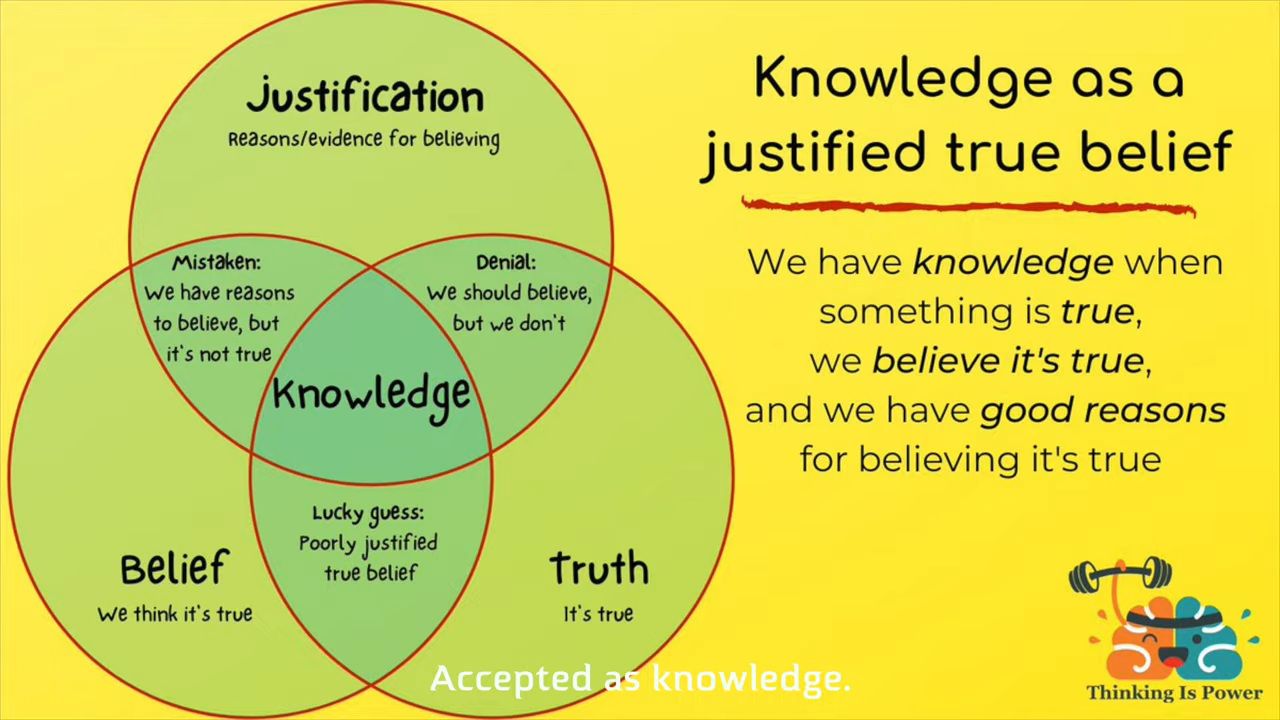 Justification
Reasons/evidence for believing
Mistaken:
We have reasons
to believe, but
it's not true
Denial:
We should believe,
but we don't
Knowledge
Lucky guess:
Poorly justified
true belief
Belief
We think it's true
Truth
It's true
Knowledge as a
justified true belief
We have knowledge when
something is true,
we believe it's true,
and we have good reasons
for believing it's true
Thinking Is Power
Accepted as knowledge.